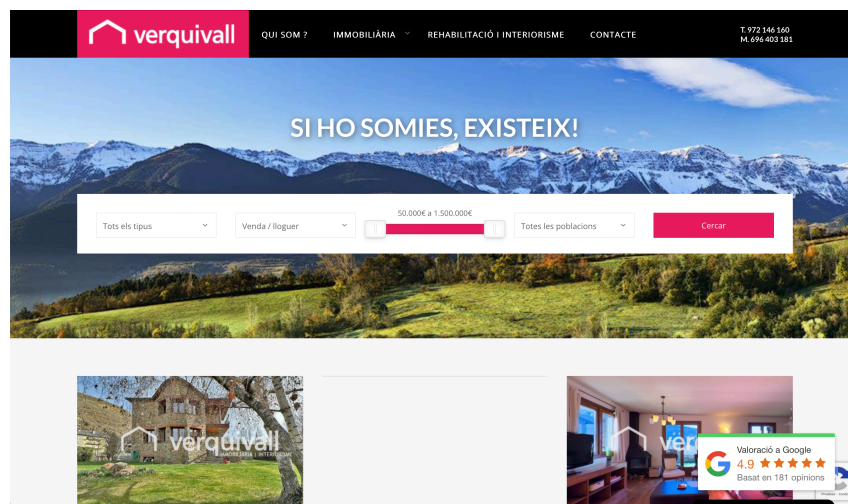 verquivall
QUI SOM ?
IMMOBILIÀRIA
REHABILITACIÓ I INTERIORISME
CONTACTE
T. 972 146 160
M. 696 403 181
SI HO SOMIES, EXISTEIX!
Tots els tipus
Venda / lloguer
50.000€ a 1.500.000€
Totes les poblacions
Cercar
verquivall
IMMOBILIÀRIA | INTERIORISME
ver
Valoració a Google
4.9
Basat en 181 opinions